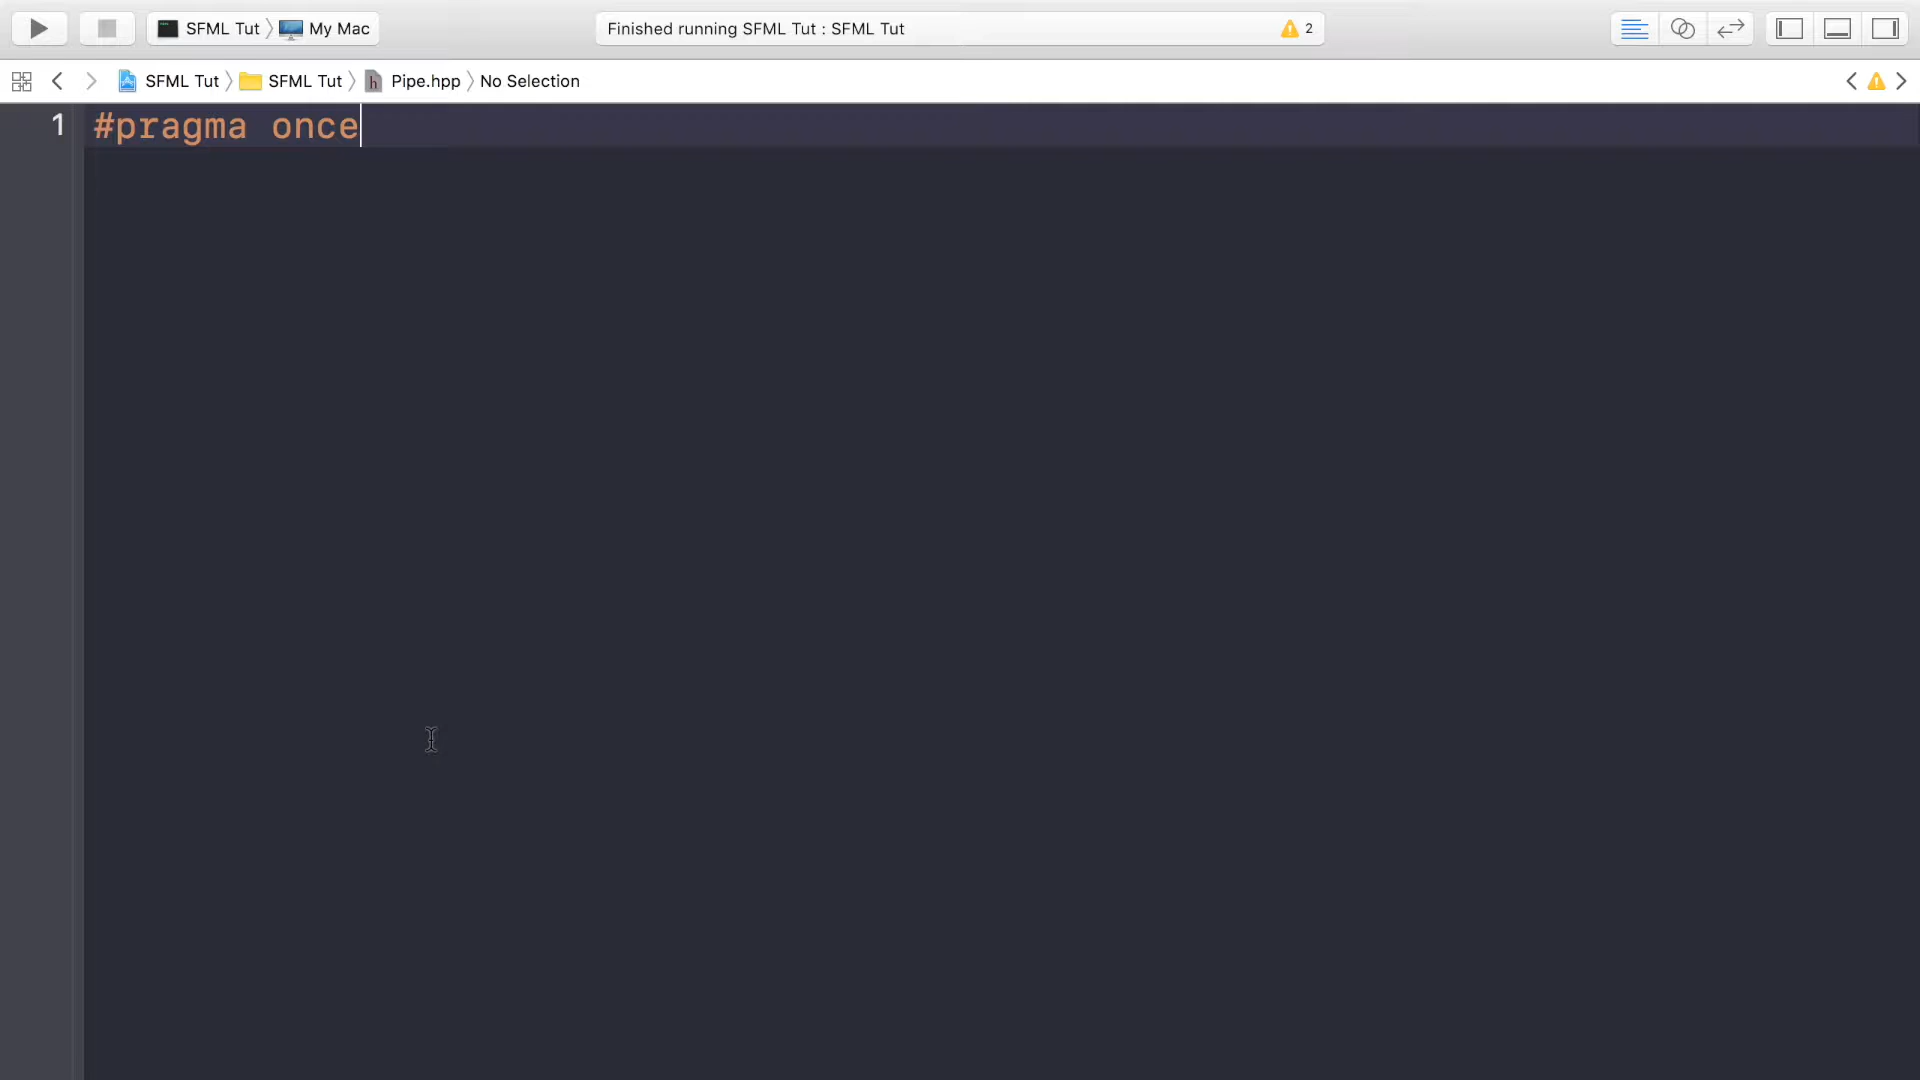 SFML Tut
My Mac
Finished running SFML Tut : SFML Tut
2
SFML Tut
SFML Tut
h
Pipe.hpp
No Selection
1
#pragma once